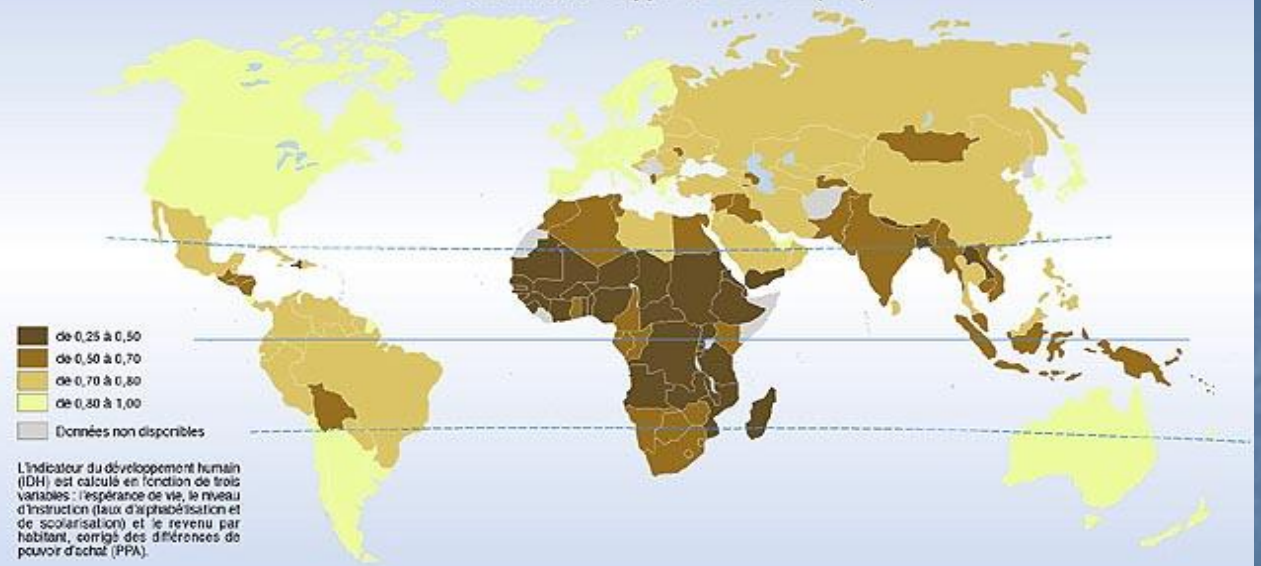 de 0,25 à 0,50
de 0,50 à 0,70
de 0,70 à 0,80
de 0,80 à 1,00
Données non disponibles
L'indicateur du développement humain
(IDH) est calculé en fonction de trois
variables : l'espérance de vie, le niveau
d'instruction (taux d'alphabétisation et
de scolarisation) et le revenu par
habitant, corrigé des différences de
pouvoir d'achat (PPA).